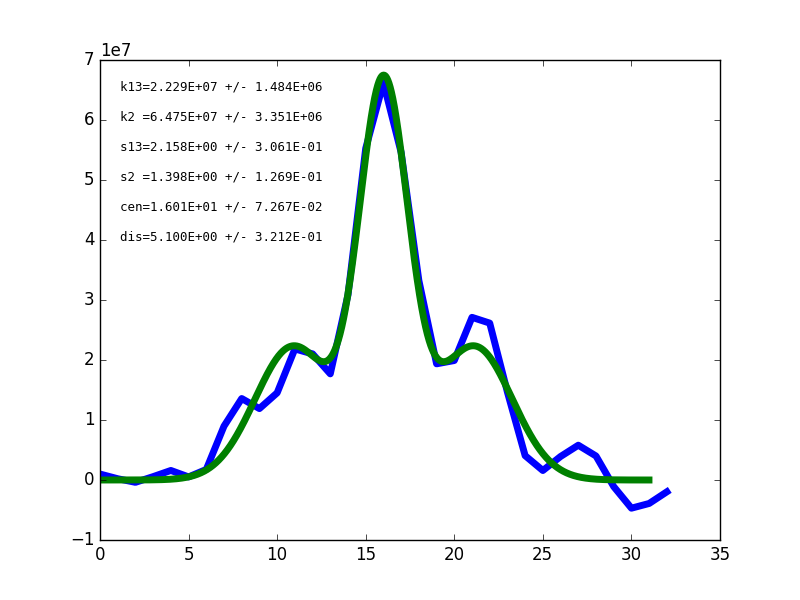 1e7
7
k13=2.229E+07 +/- 1.484E+06
6
k2 =6.475E+07 +/- 3.351E+06
5
s13=2.158E+00 +/- 3.061E-01
s2 =1.398E+00 +/- 1.269E-01
4
cen=1.601E+01 +/- 7.267E-02
dis=5.100E+00 +/- 3.212E-01
3
2
1
0
−1
0 5 10 15 20 25 30 35